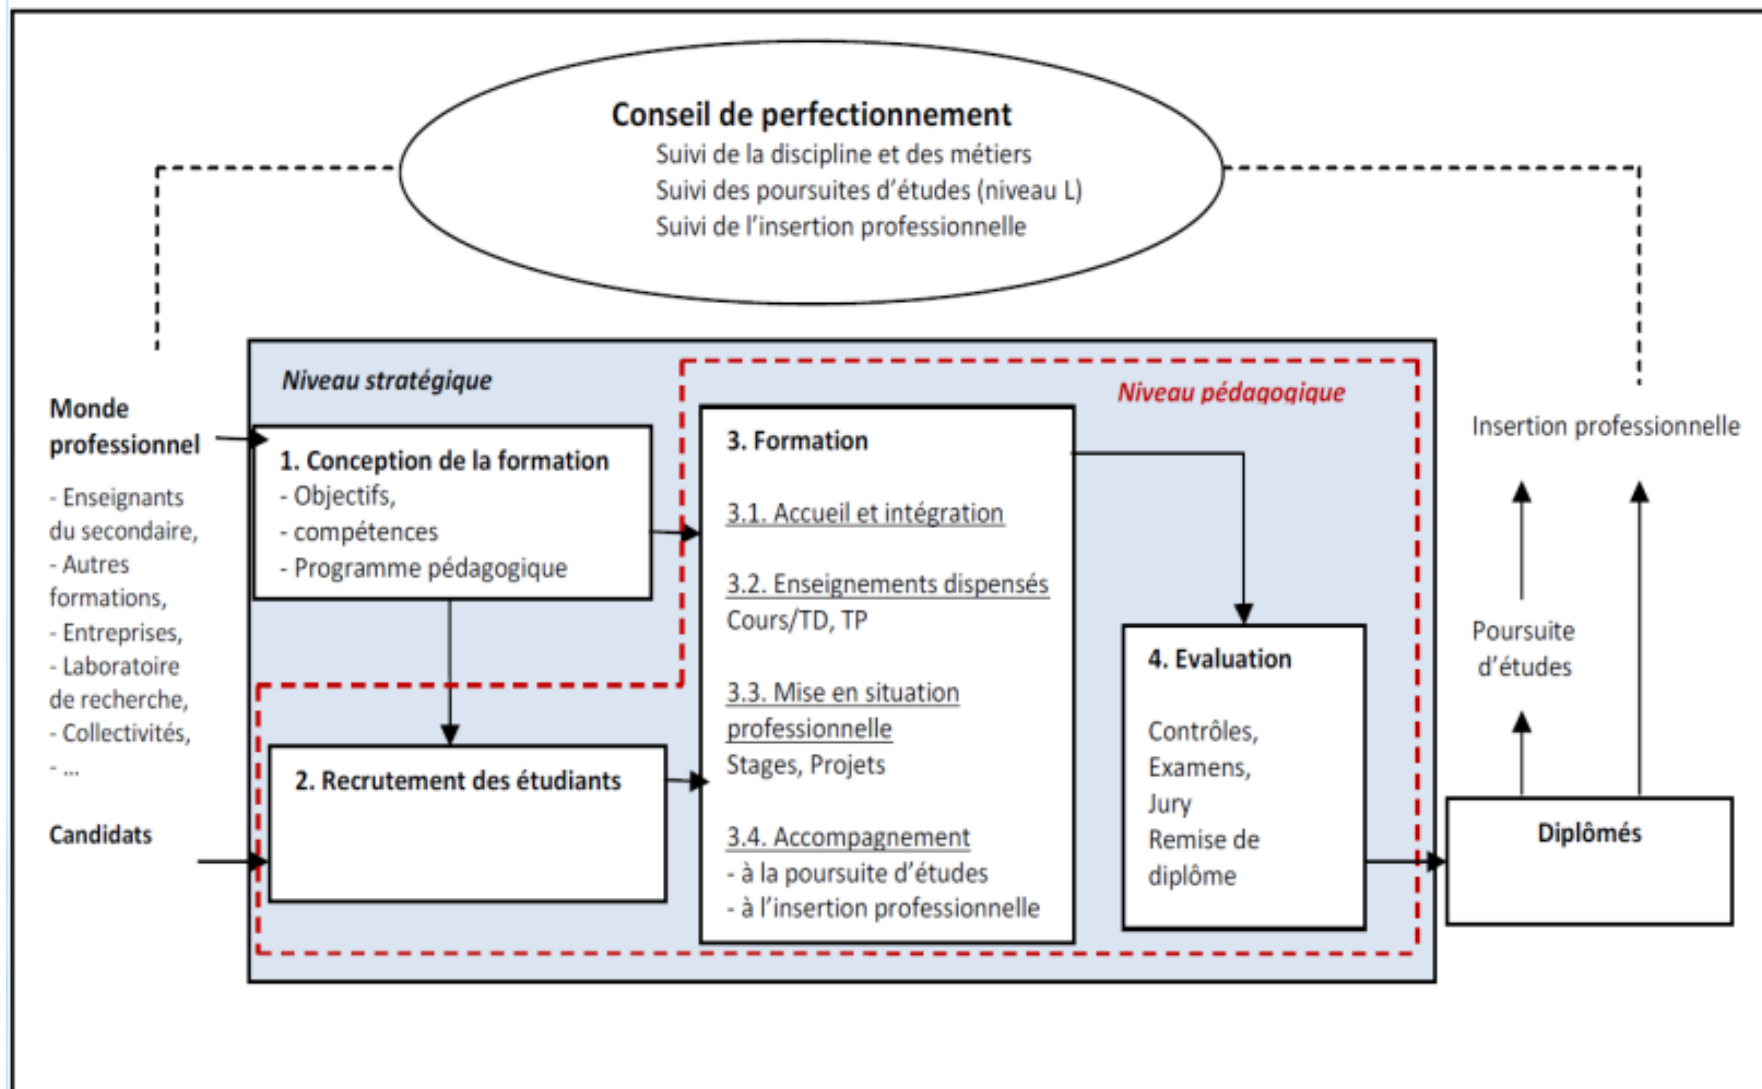 Conseil de perfectionnement
Suivi de la discipline et des métiers
Suivi des poursuites d'études (niveau L)
Suivi de l'insertion professionnelle
Niveau stratégique
Niveau pédagogique
Monde
professionnel
- Enseignants
du secondaire,
- Autres
formations,
- Entreprises,
- Laboratoire
de recherche,
- Collectivités,
- ...
Candidats
1. Conception de la formation
- Objectifs,
- compétences
- Programme pédagogique
2. Recrutement des étudiants
3. Formation
3.1. Accueil et intégration
3.2. Enseignements dispensés
Cours/TD, TP
3.3. Mise en situation
professionnelle
Stages, Projets
3.4. Accompagnement
- à la poursuite d'études
- à l'insertion professionnelle
4. Evaluation
Contrôles,
Examens,
Jury
Remise de
diplôme
Insertion professionnelle
Poursuite
d'études
Diplômés